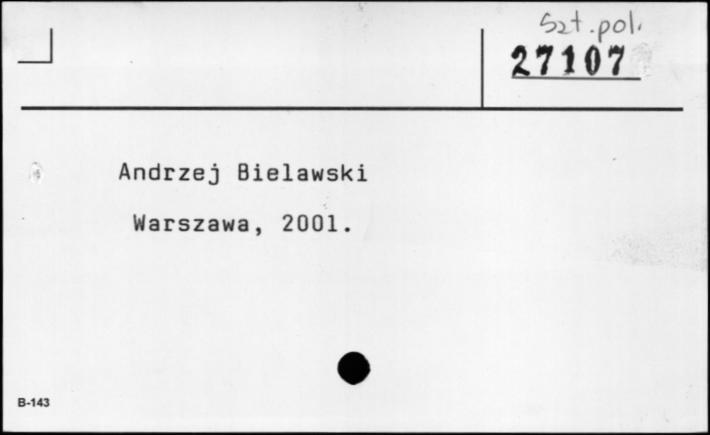 Szt. pol.
27107
Andrzej Bielawski
Warszawa, 2001.
B-143